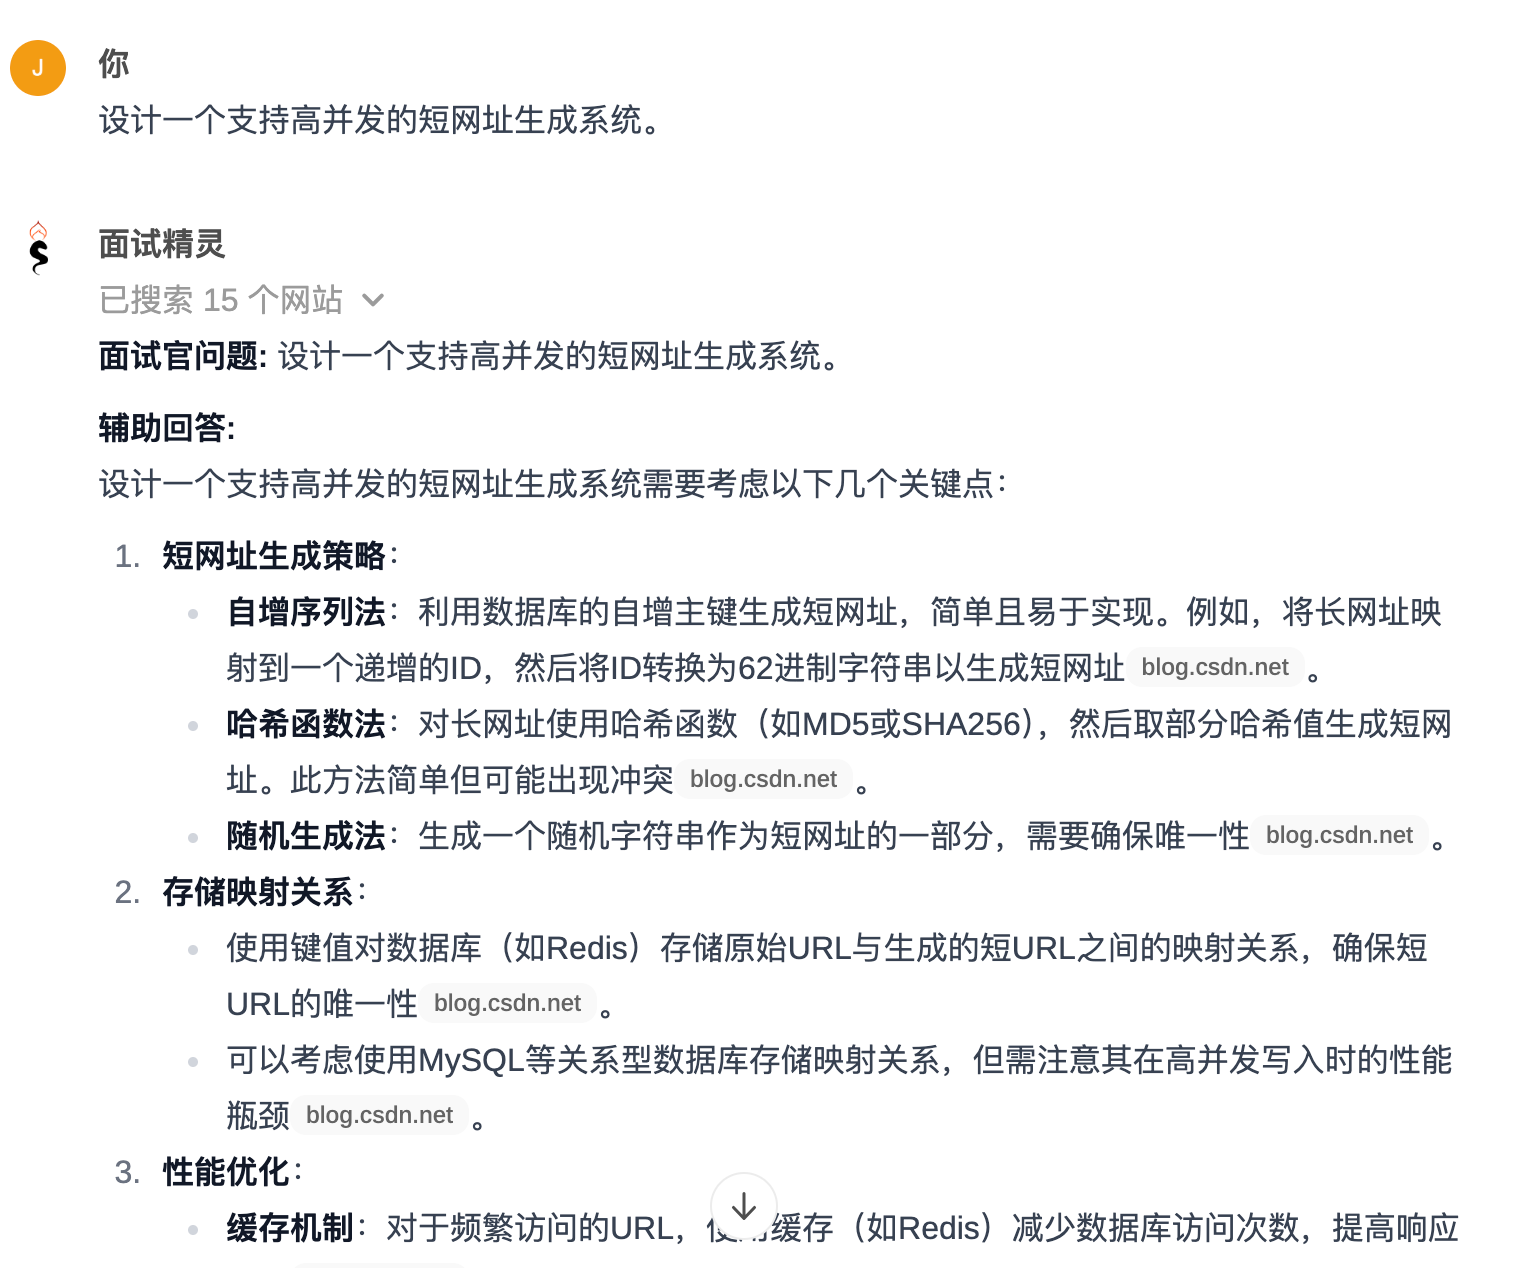 J
你
设计一个支持高并发的短网址生成系统。
面试精灵
已搜索 15 个网站
面试官问题: 设计一个支持高并发的短网址生成系统。
辅助回答:
设计一个支持高并发的短网址生成系统需要考虑以下几个关键点：
1. 短网址生成策略：
自增序列法：利用数据库的自增主键生成短网址，简单且易于实现。例如，将长网址映
射到一个递增的ID，然后将ID转换为62进制字符串以生成短网址 blog.csdn.net 。
哈希函数法：对长网址使用哈希函数（如MD5或SHA256），然后取部分哈希值生成短网
址。此方法简单但可能出现冲突 blog.csdn.net 。
随机生成法：生成一个随机字符串作为短网址的一部分，需要确保唯一性 blog.csdn.net 。
2. 存储映射关系：
使用键值对数据库（如Redis）存储原始URL与生成的短URL之间的映射关系，确保短
URL的唯一性 blog.csdn.net 。
可以考虑使用MySQL等关系型数据库存储映射关系，但需注意其在高并发写入时的性能
瓶颈 blog.csdn.net 。
3. 性能优化：
缓存机制：对于频繁访问的URL，缓存（如Redis）减少数据库访问次数，提高响应